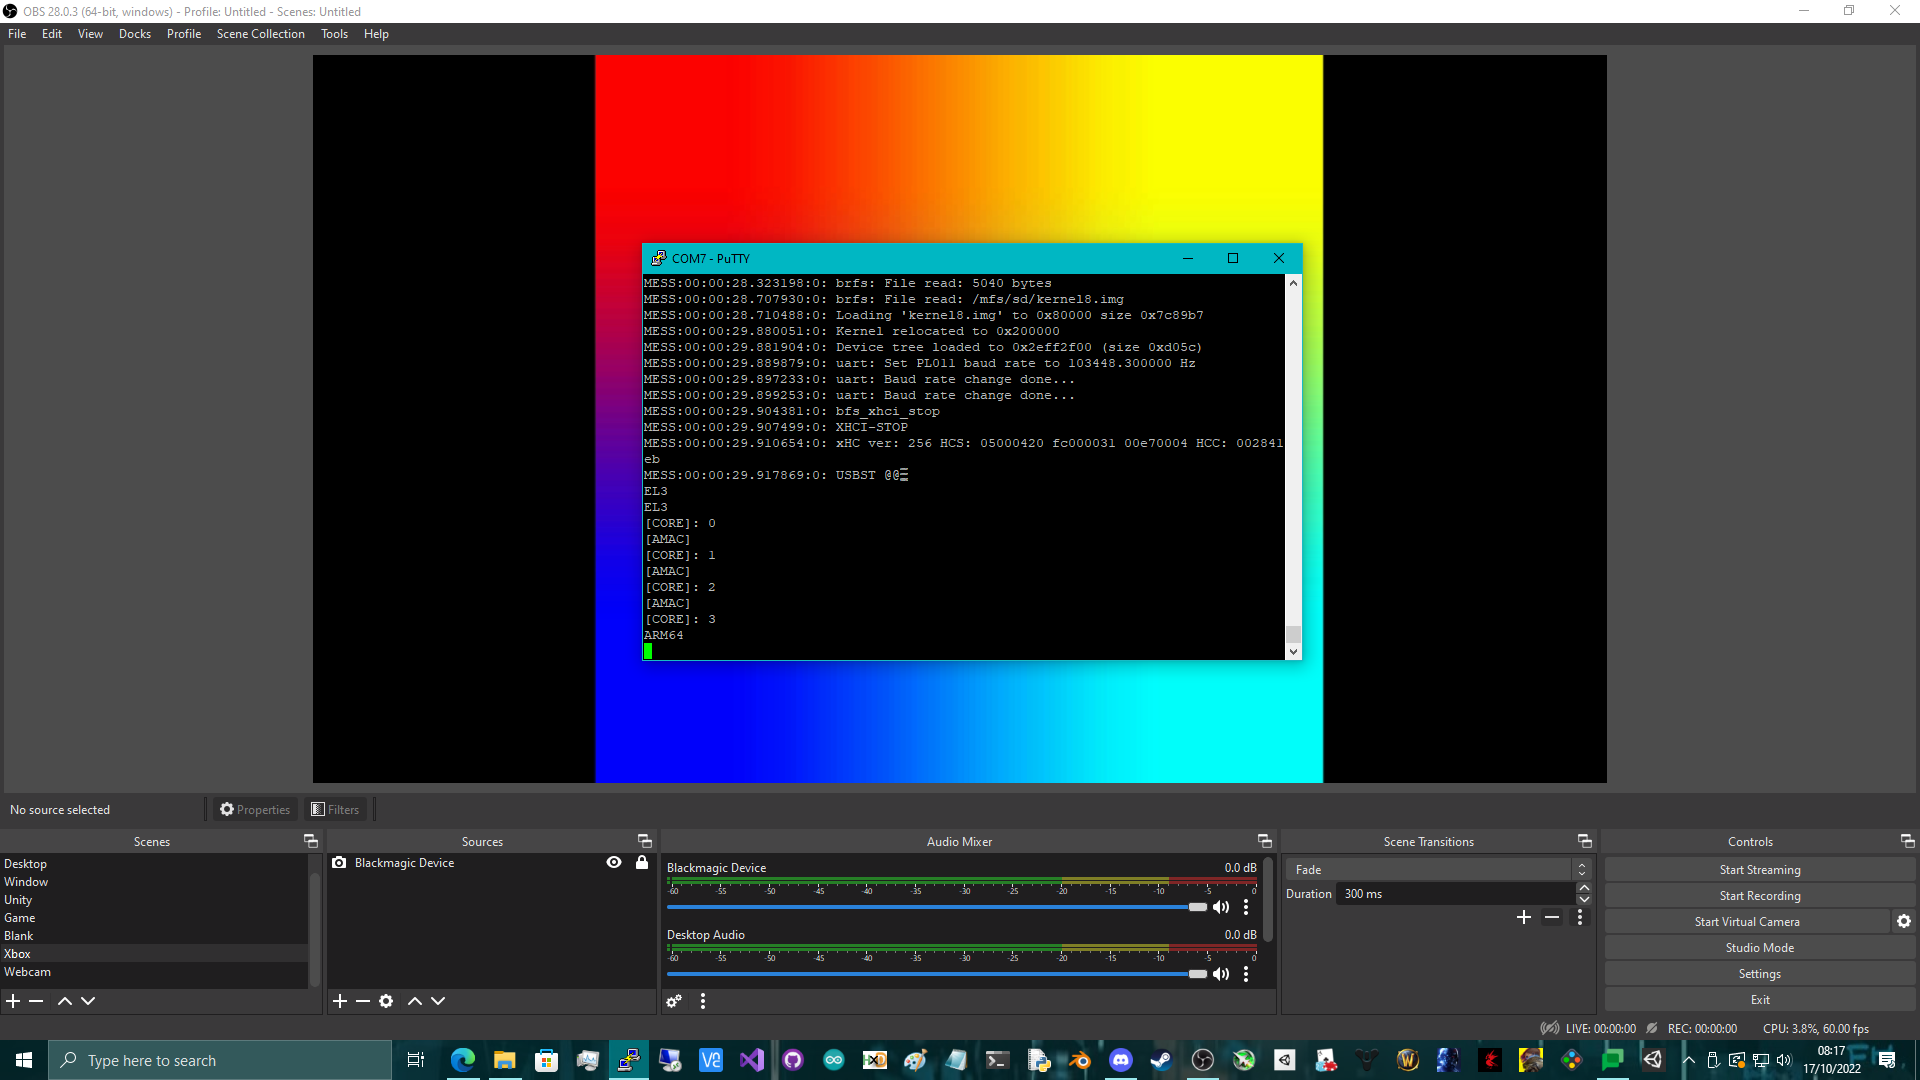 OBS 28.0.3 (64-bit, windows) - Profile: Untitled - Scenes: Untitled
File Edit View Docks Profile Scene Collection Tools Help
COM7 - PuTTY
MESS:00:00:28.323198:0: brfs: File read: 5040 bytes
MESS:00:00:28.707930:0: brfs: File read: /mfs/sd/kernel8.img
MESS:00:00:28.710488:0: Loading 'kernel8.img' to 0x80000 size 0x7c89b7
MESS:00:00:29.880051:0: Kernel relocated to 0x200000
MESS:00:00:29.881904:0: Device tree loaded to 0x2eff2f00 (size 0xd05c)
MESS:00:00:29.889879:0: uart: Set PL011 baud rate to 103448.300000 Hz
MESS:00:00:29.897233:0: uart: Baud rate change done...
MESS:00:00:29.899253:0: uart: Baud rate change done...
MESS:00:00:29.904381:0: bfs_xhci_stop
MESS:00:00:29.907499:0: XHCI-STOP
MESS:00:00:29.910654:0: xHC ver: 256 HCS: 05000420 fc000031 00e70004 HCC: 002841
eb
MESS:00:00:29.917869:0: USBST @@
EL3
EL3
[CORE]: 0
[AMAC]
[CORE]: 1
[AMAC]
[CORE]: 2
[AMAC]
[CORE]: 3
ARM64
No source selected Properties Filters
Scenes
Desktop
Window
Unity
Game
Blank
Xbox
Webcam
Sources
Blackmagic Device
Audio Mixer
Blackmagic Device 0.0 dB
-60 -55 -50 -45 -40 -35 -30 -25 -20 -15 -10 -5 0
Desktop Audio 0.0 dB
-60 -55 -50 -45 -40 -35 -30 -25 -20 -15 -10 -5 0
Scene Transitions
Fade
Duration 300 ms
Controls
Start Streaming
Start Recording
Start Virtual Camera
Studio Mode
Settings
Exit
LIVE: 00:00:00 REC: 00:00:00 CPU: 3.8%, 60.00 fps
Type here to search
08:17
17/10/2022